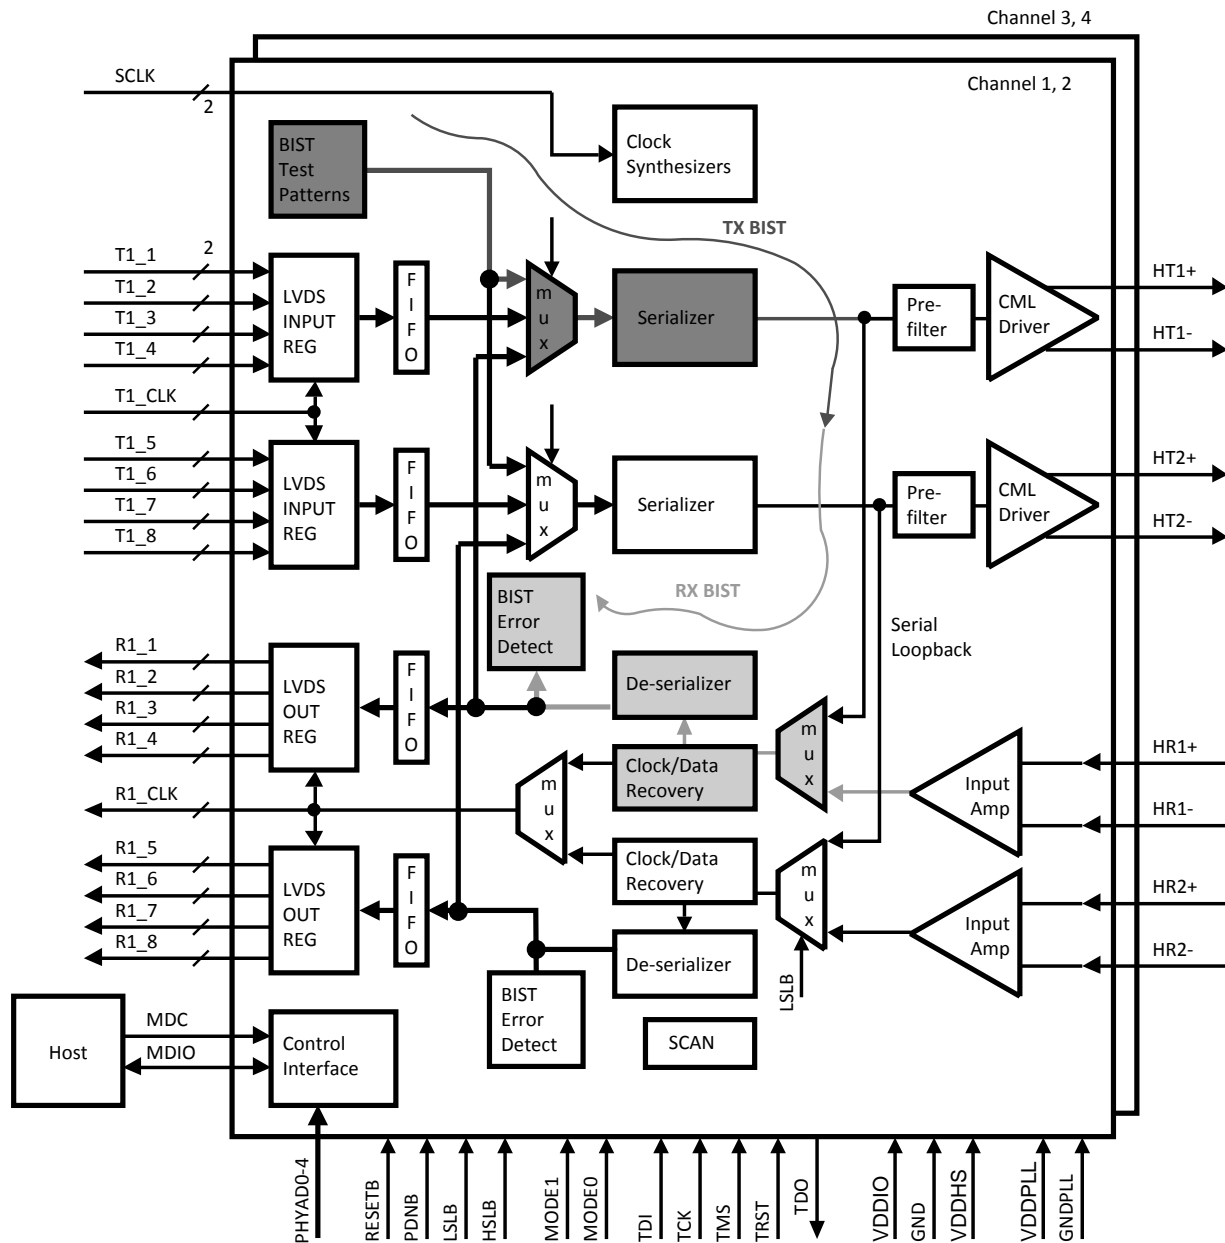 Channel 3, 4
Channel 1, 2
SCLK
2
BIST
Test
Patterns
Clock
Synthesizers
TX BIST
T1_1
2
T1_2
T1_3
T1_4
LVDS
INPUT
REG
F
I
F
O
m
u
x
Serializer
Pre-
filter
CML
Driver
HT1+
HT1-
T1_CLK
T1_5
T1_6
T1_7
T1_8
LVDS
INPUT
REG
F
I
F
O
m
u
x
Serializer
Pre-
filter
CML
Driver
HT2+
HT2-
BIST
Error
Detect
RX BIST
Serial
Loopback
R1_1
R1_2
R1_3
R1_4
LVDS
OUT
REG
F
I
F
O
De-serializer
Clock/Data
Recovery
m
u
x
m
u
x
Input
Amp
HR1+
HR1-
R1_CLK
R1_5
R1_6
R1_7
R1_8
LVDS
OUT
REG
F
I
F
O
Clock/Data
Recovery
m
u
x
Input
Amp
HR2+
HR2-
De-serializer
LSLB
BIST
Error
Detect
SCAN
Host
MDC
MDIO
Control
Interface
PHYAD0-4
RESETB
PDNB
LSLB
HSLB
MODE1
MODE0
TDI
TCK
TMS
TRST
TDO
VDDIO
GND
VDDHS
VDDPLL
GNDPLL